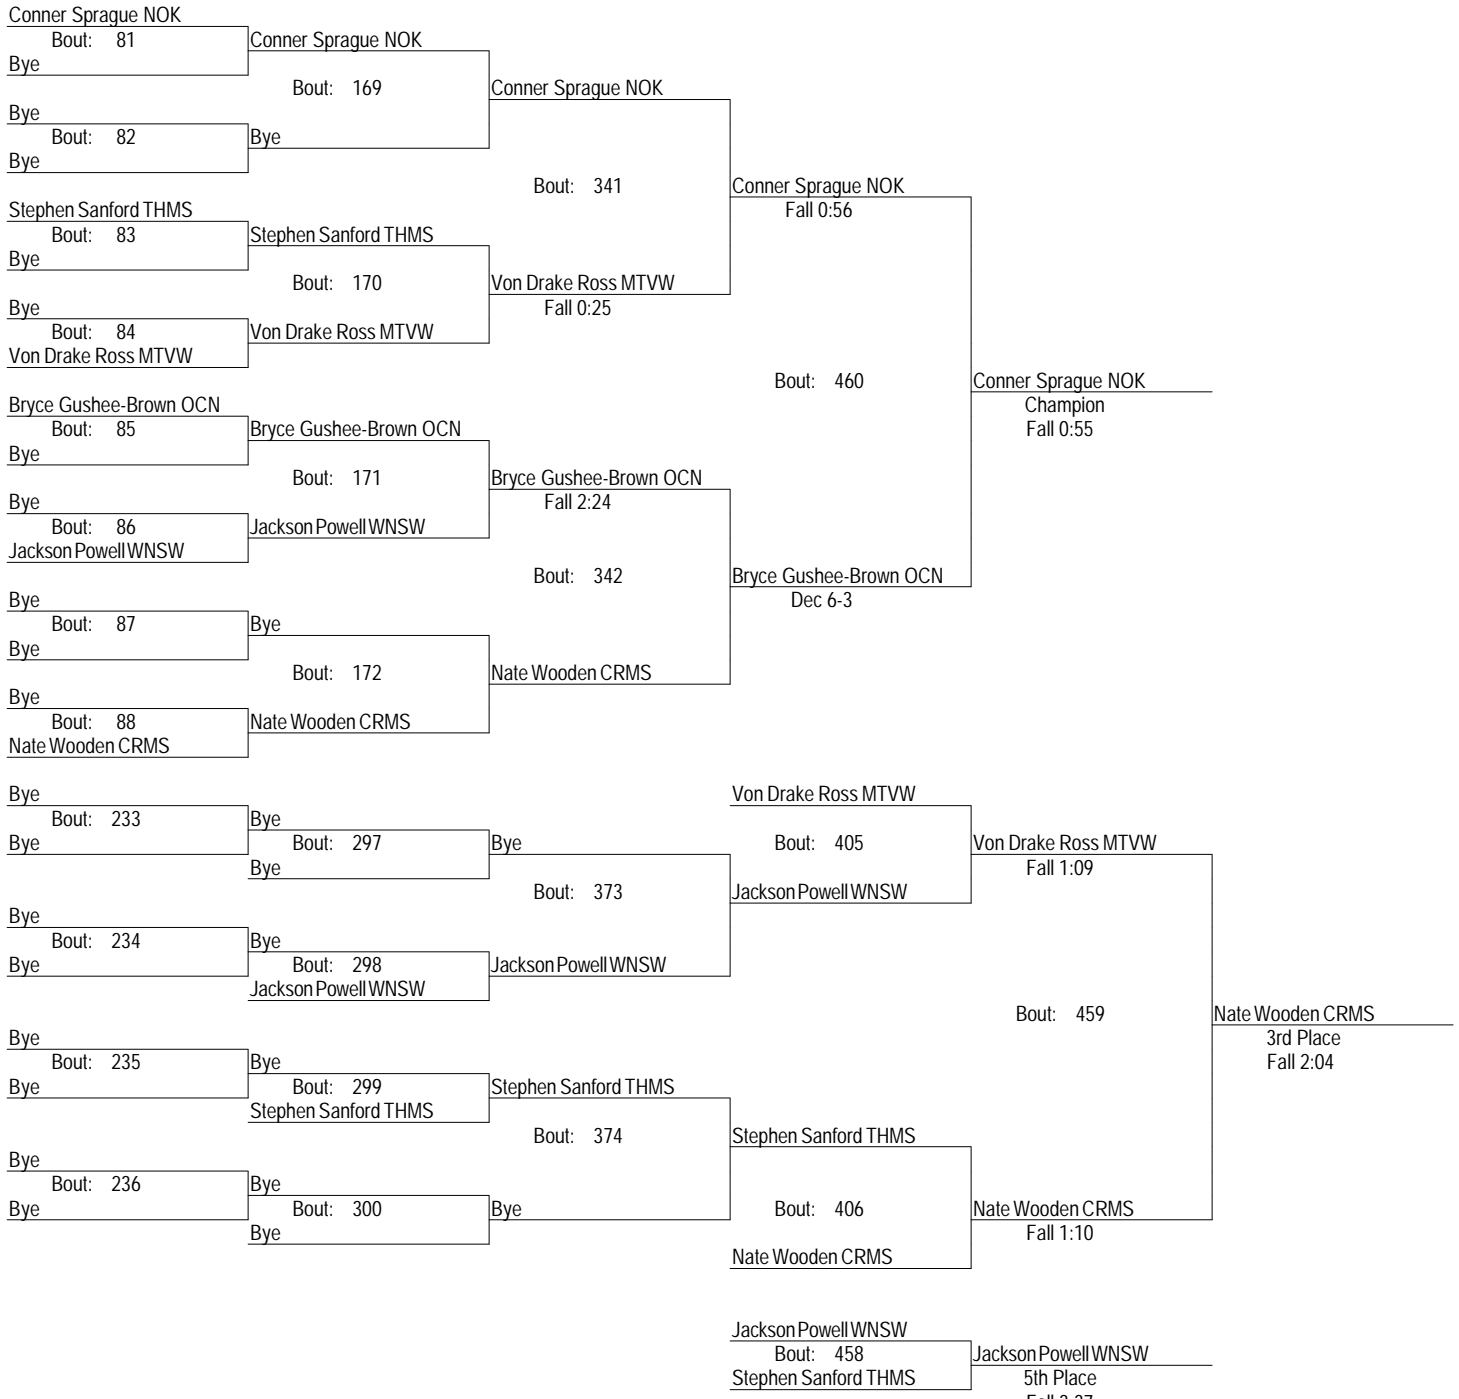 Conner Sprague NOK
Bout: 81
Conner Sprague NOK
Bye
Bout: 169
Conner Sprague NOK
Bye
Bout: 82
Bye
Bye
Bout: 341
Conner Sprague NOK
Fall 0:56
Stephen Sanford THMS
Bout: 83
Stephen Sanford THMS
Bye
Bout: 170
Von Drake Ross MTVW
Fall 0:25
Bye
Bout: 84
Von Drake Ross MTVW
Von Drake Ross MTVW
Bout: 460
Conner Sprague NOK
Champion
Fall 0:55
Bryce Gushee-Brown OCN
Bout: 85
Bryce Gushee-Brown OCN
Bye
Bout: 171
Bryce Gushee-Brown OCN
Fall 2:24
Bye
Bout: 86
Jackson Powell WNSW
Jackson Powell WNSW
Bout: 342
Bryce Gushee-Brown OCN
Dec 6-3
Bye
Bout: 87
Bye
Bye
Bout: 172
Nate Wooden CRMS
Bye
Bout: 88
Nate Wooden CRMS
Nate Wooden CRMS
Bye
Bout: 233
Bye
Bye
Bout: 297
Bye
Bye
Von Drake Ross MTVW
Bout: 405
Von Drake Ross MTVW
Fall 1:09
Bout: 373
Jackson Powell WNSW
Bye
Bout: 234
Bye
Bye
Bout: 298
Jackson Powell WNSW
Jackson Powell WNSW
Bout: 459
Nate Wooden CRMS
3rd Place
Fall 2:04
Bye
Bout: 235
Bye
Bye
Bout: 299
Stephen Sanford THMS
Stephen Sanford THMS
Bout: 374
Stephen Sanford THMS
Bye
Bout: 236
Bye
Bye
Bout: 300
Bye
Bye
Bout: 406
Nate Wooden CRMS
Fall 1:10
Nate Wooden CRMS
Jackson Powell WNSW
Bout: 458
Jackson Powell WNSW
Stephen Sanford THMS
5th Place